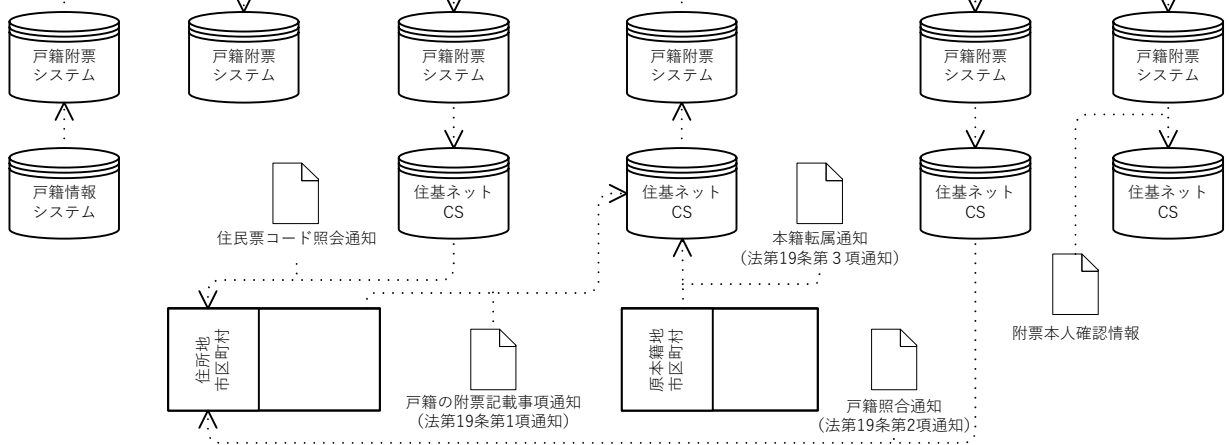 戸籍附票
システム
戸籍附票
システム
戸籍附票
システム
戸籍附票
システム
戸籍附票
システム
戸籍附票
システム
戸籍情報
システム
住民票コード照会通知
住基ネット
CS
住基ネット
CS
本籍転属通知
（法第19条第３項通知）
住基ネット
CS
住基ネット
CS
附票本人確認情報
住所地
市区町村
戸籍の附票記載事項通知
（法第19条第1項通知）
原本籍地
市区町村
戸籍照合通知
（法第19条第2項通知）